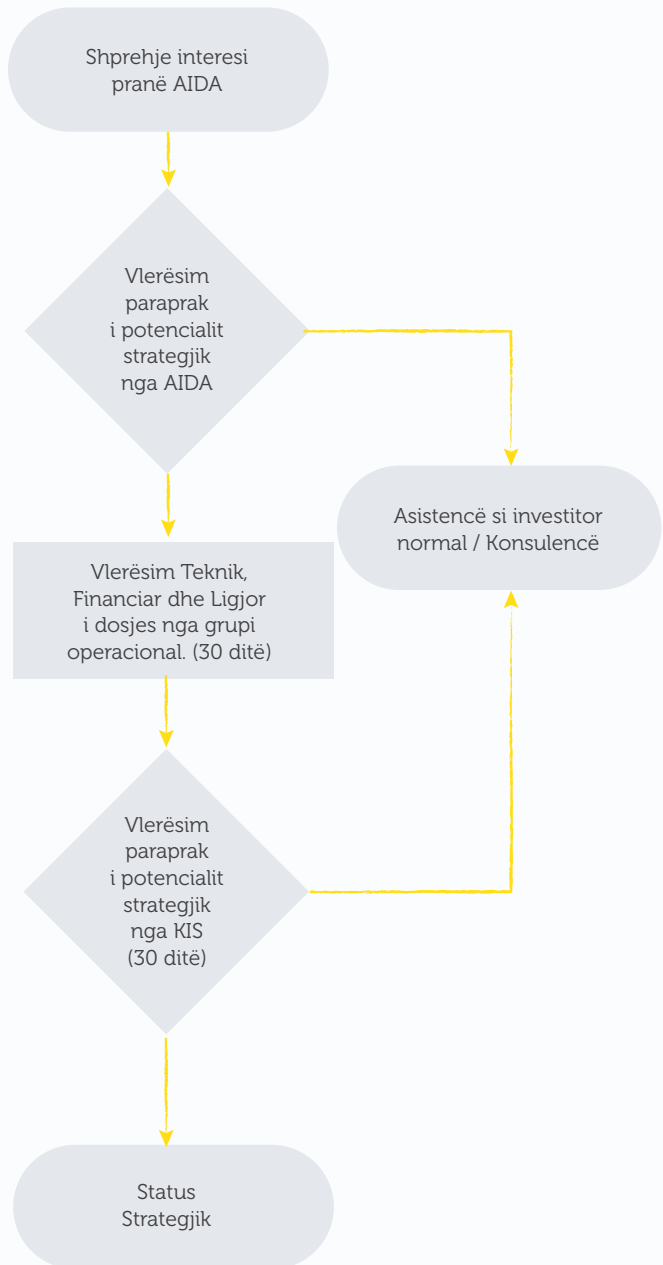 Shprehje interesi
pranë AIDA
Vlerësim
paraprak
i potencialit
strategjik
nga AIDA
Asistencë si investitor
normal / Konsulencë
Vlerësim Teknik,
Financiar dhe Ligjor
i dosjes nga grupi
operacional. (30 ditë)
Vlerësim
paraprak
i potencialit
strategjik
nga KIS
(30 ditë)
Status
Strategjik